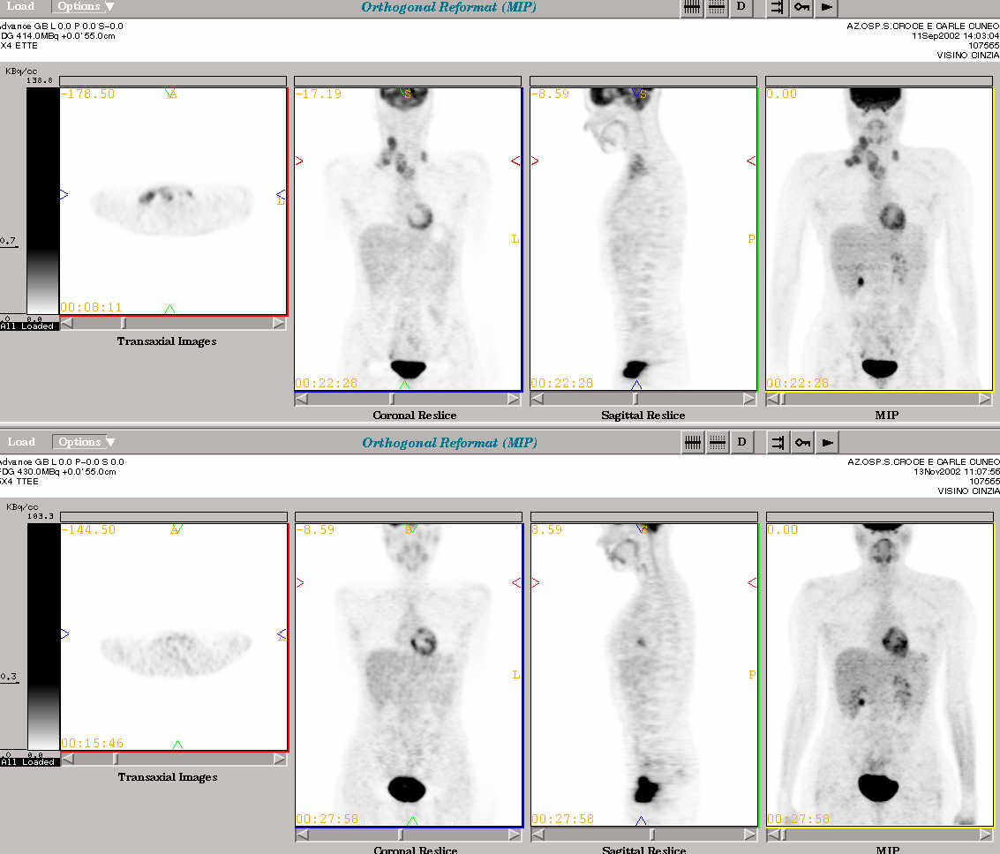 Load Options Orthogonal Reformat (MIP) D
Advance GB L 0.0 P 0.0 S-0.0
FDG 414.0MBq +0.0' 55.0cm
X4 ETTE
AZ.OSP.S.CROCE E CARLE CUNEO
11Sep2002 14:03:04
107565
VISINO CINZIA
KBq/cc
138.8
0.7
.0 0.0
All Loaded
-178.50 A
L
00:08:11
Transaxial Images
-17.19 S
L
00:22:28
Coronal Reslice
-8.59 S
P
00:22:28
Sagittal Reslice
0.00
00:22:28
MIP
Load Options Orthogonal Reformat (MIP) D
Advance GB L 0.0 P-0.0 S 0.0
FDG 430.0MBq +0.0' 55.0cm
5X4 TTEE
AZ.OSP.S.CROCE E CARLE CUNEO
13Nov2002 11:07:56
107565
VISINO CINZIA
KBq/cc
103.3
0.3
.0 0.0
All Loaded
-144.50 A
L
00:15:46
Transaxial Images
-8.59 S
L
00:27:58
Coronal Reslice
8.59 S
P
00:27:58
Sagittal Reslice
0.00
00:27:58
MIP